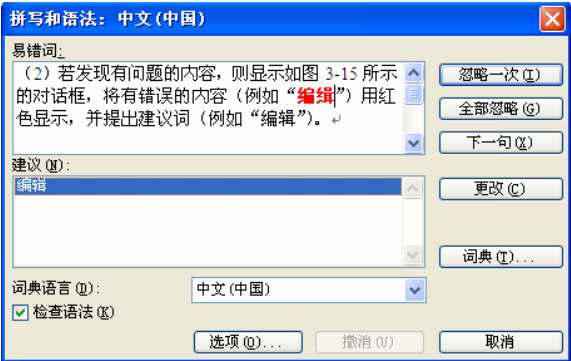 拼写和语法: 中文(中国)
易错词:
(2)若发现有问题的内容,则显示如图 3-15 所示
的对话框,将有错误的内容(例如“编缉”)用红
色显示,并提出建议词(例如“编辑”)。↵
忽略一次(I)
全部忽略(G)
下一句(X)
建议(N):
编辑
更改(C)
词典(T)...
词典语言(D):
中文(中国)
检查语法(K)
选项(O)...
撤消(U)
取消